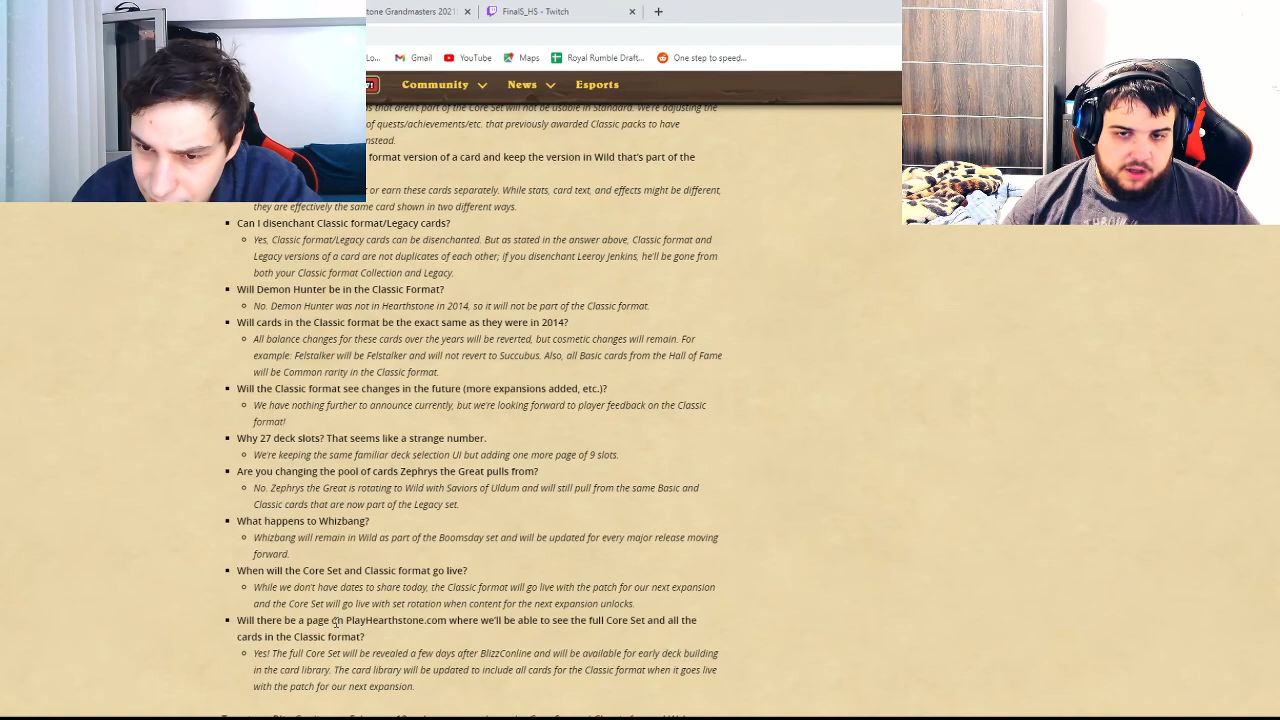 tone Grandmasters 2021
FinalS_HS - Twitch
Lo...
Gmail
YouTube
Maps
Royal Rumble Draft...
One step to speed...
Community
News
Esports
that aren't part of the Core Set will not be usable in Standard. We're adjusting the
of quests/achievements/etc. that previously awarded Classic packs to have
instead.
format version of a card and keep the version in Wild that's part of the
or earn these cards separately. While stats, card text, and effects might be different,
they are effectively the same card shown in two different ways.
▪ Can I disenchant Classic format/Legacy cards?
○ Yes, Classic format/Legacy cards can be disenchanted. But as stated in the answer above, Classic format and
Legacy versions of a card are not duplicates of each other; if you disenchant Leeroy Jenkins, he'll be gone from
both your Classic format Collection and Legacy.
▪ Will Demon Hunter be in the Classic Format?
○ No. Demon Hunter was not in Hearthstone in 2014, so it will not be part of the Classic format.
▪ Will cards in the Classic format be the exact same as they were in 2014?
○ All balance changes for these cards over the years will be reverted, but cosmetic changes will remain. For
example: Felstalker will be Felstalker and will not revert to Succubus. Also, all Basic cards from the Hall of Fame
will be Common rarity in the Classic format.
▪ Will the Classic format see changes in the future (more expansions added, etc.)?
○ We have nothing further to announce currently, but we're looking forward to player feedback on the Classic
format!
▪ Why 27 deck slots? That seems like a strange number.
○ We're keeping the same familiar deck selection UI but adding one more page of 9 slots.
▪ Are you changing the pool of cards Zephrys the Great pulls from?
○ No. Zephrys the Great is rotating to Wild with Saviors of Uldum and will still pull from the same Basic and
Classic cards that are now part of the Legacy set.
▪ What happens to Whizbang?
○ Whizbang will remain in Wild as part of the Boomsday set and will be updated for every major release moving
forward.
▪ When will the Core Set and Classic format go live?
○ While we don't have dates to share today, the Classic format will go live with the patch for our next expansion
and the Core Set will go live with set rotation when content for the next expansion unlocks.
▪ Will there be a page on PlayHearthstone.com where we'll be able to see the full Core Set and all the
cards in the Classic format?
○ Yes! The full Core Set will be revealed a few days after BlizzConline and will be available for early deck building
in the card library. The card library will be updated to include all cards for the Classic format when it goes live
with the patch for our next expansion.